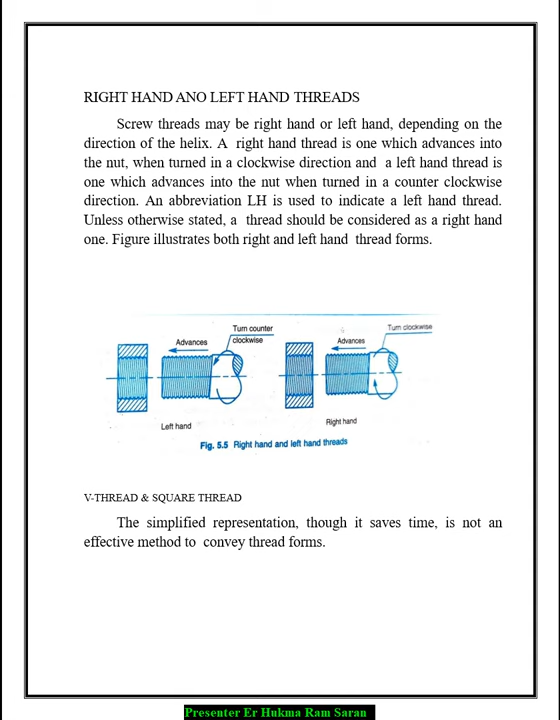 RIGHT HAND ANO LEFT HAND THREADS
Screw threads may be right hand or left hand, depending on the
direction of the helix. A right hand thread is one which advances into
the nut, when turned in a clockwise direction and a left hand thread is
one which advances into the nut when turned in a counter clockwise
direction. An abbreviation LH is used to indicate a left hand thread.
Unless otherwise stated, a thread should be considered as a right hand
one. Figure illustrates both right and left hand thread forms.
Advances
Turn counter
clockwise
Left hand
Advances
Turn clockwise
Right hand
Fig. 5.5 Right hand and left hand threads
V-THREAD & SQUARE THREAD
The simplified representation, though it saves time, is not an
effective method to convey thread forms.
Presenter Er Hukma Ram Saran